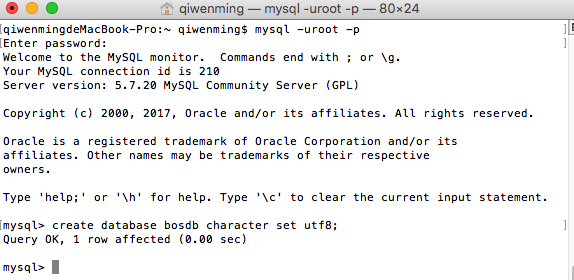 qiwenming — mysql -uroot -p — 80×24
[qiwenmingdeMacBook-Pro:~ qiwenming$ mysql -uroot -p
[Enter password:
Welcome to the MySQL monitor.  Commands end with ; or \g.
Your MySQL connection id is 210
Server version: 5.7.20 MySQL Community Server (GPL)
Copyright (c) 2000, 2017, Oracle and/or its affiliates. All rights reserved.
Oracle is a registered trademark of Oracle Corporation and/or its
affiliates. Other names may be trademarks of their respective
owners.
Type 'help;' or '\h' for help. Type '\c' to clear the current input statement.
[mysql> create database bosdb character set utf8;
Query OK, 1 row affected (0.00 sec)
mysql>